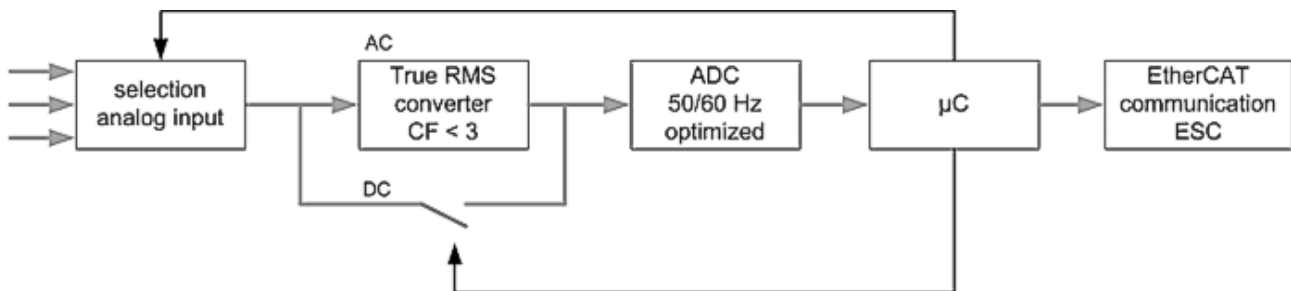 AC
selection
analog input
True RMS
converter
CF < 3
ADC
50/60 Hz
optimized
µC
EtherCAT
communication
ESC
DC